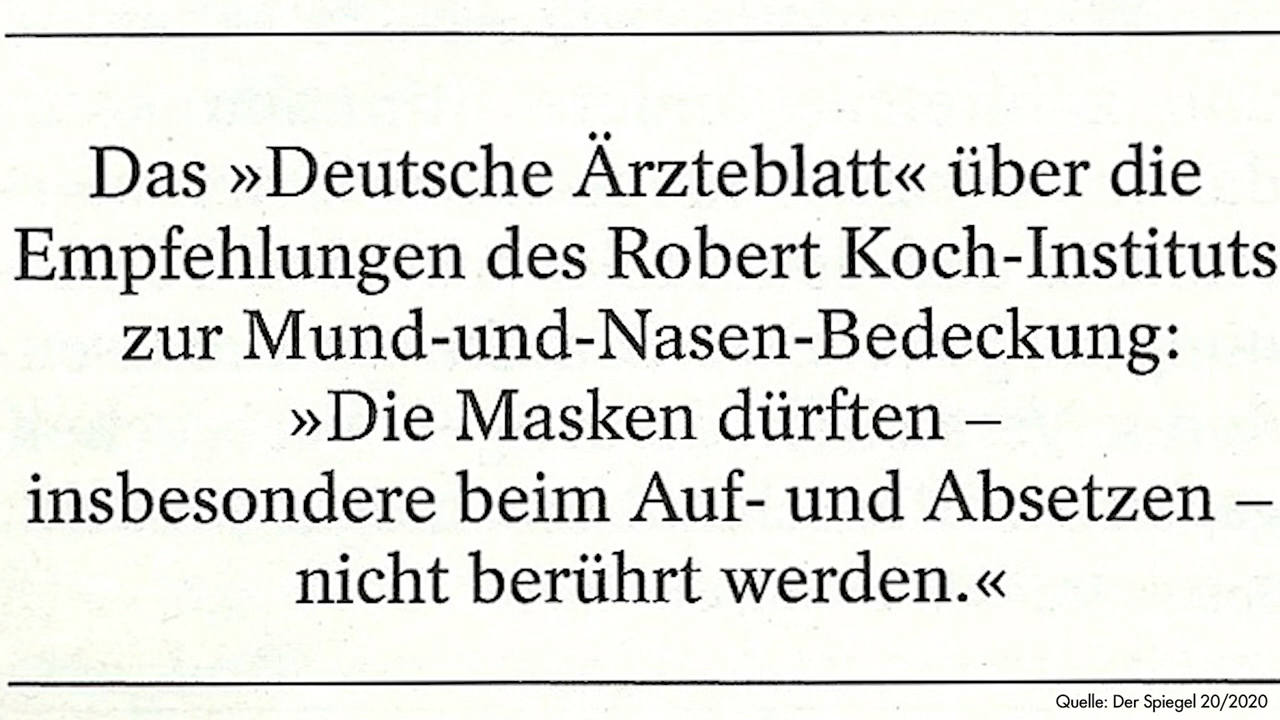 Das »Deutsche Ärzteblatt« über die
Empfehlungen des Robert Koch-Instituts
zur Mund-und-Nasen-Bedeckung:
»Die Masken dürften –
insbesondere beim Auf- und Absetzen –
nicht berührt werden.«
Quelle: Der Spiegel 20/2020